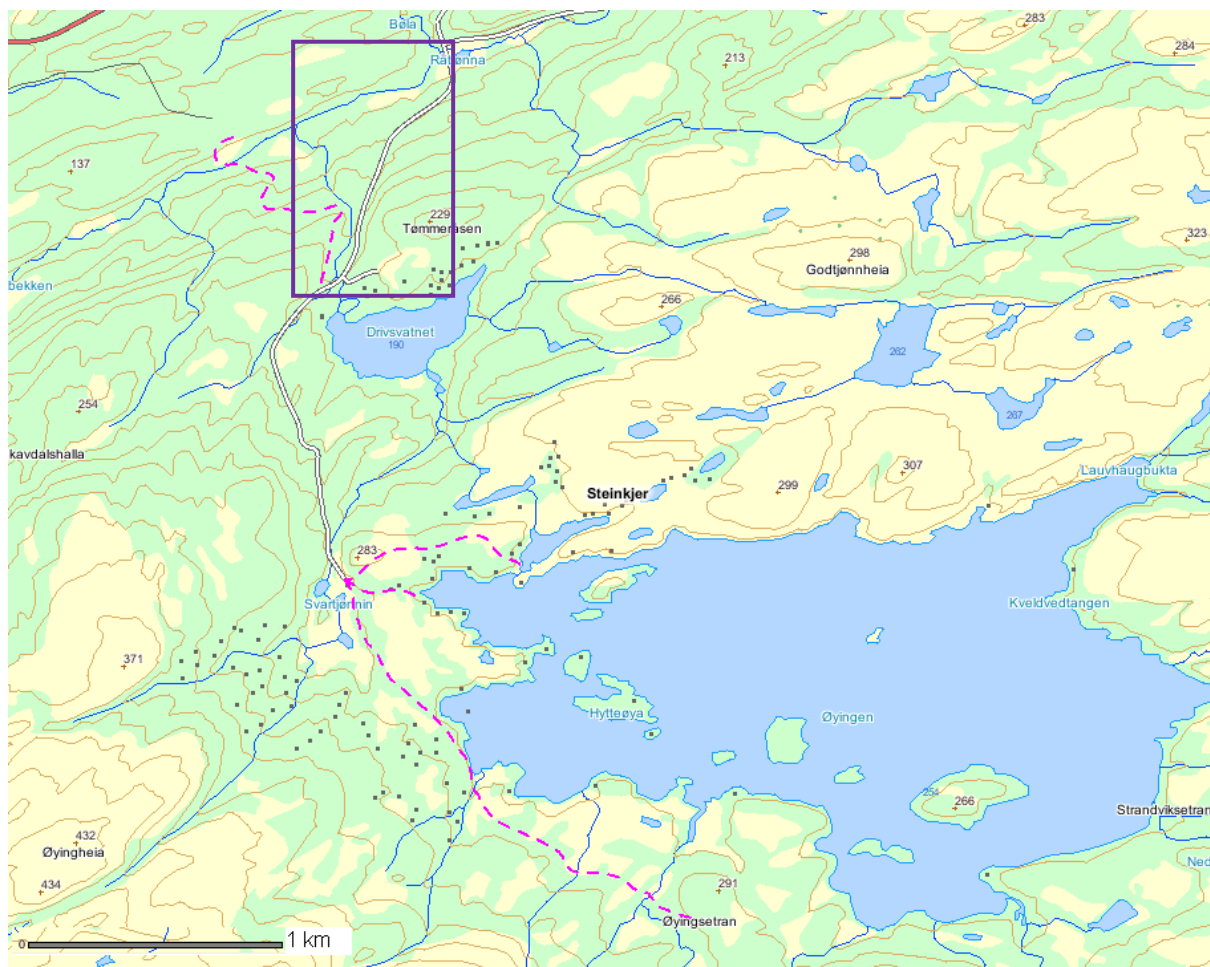 Bøla
283
284
Råtjønna
213
137
229
Tømmeråsen
323
298
Godtjønnheia
bekken
266
Drivsvatnet
190
262
254
267
kavdalshalla
307
Lauvhaugbukta
299
Steinkjer
283
Svartjønnin
Kveldvedtangen
371
Hytteøya
Øyingen
254
266
Strandviksetran
432
Øyingheia
Ned
434
291
Øyingsetran
0
1 km